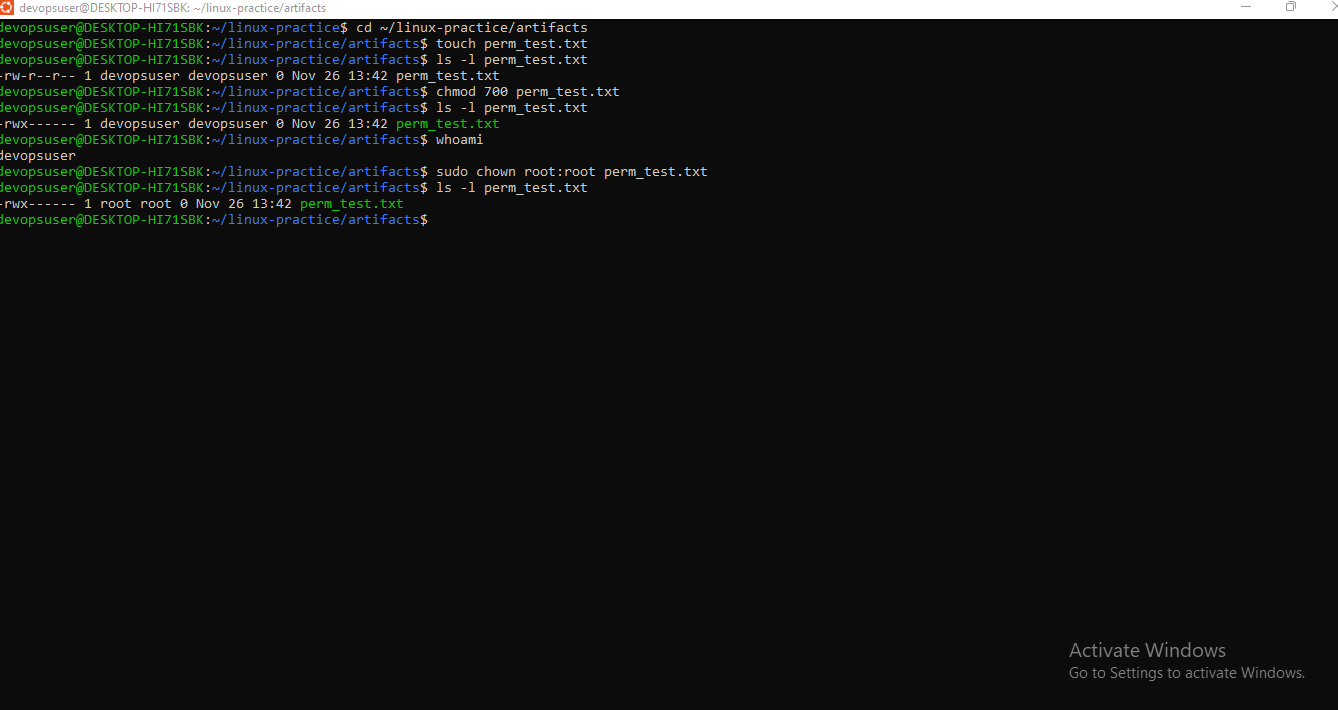 devopsuser@DESKTOP-HI71SBK: ~/linux-practice/artifacts
devopsuser@DESKTOP-HI71SBK:~/linux-practice$ cd ~/linux-practice/artifacts
devopsuser@DESKTOP-HI71SBK:~/linux-practice/artifacts$ touch perm_test.txt
devopsuser@DESKTOP-HI71SBK:~/linux-practice/artifacts$ ls -l perm_test.txt
-rw-r--r-- 1 devopsuser devopsuser 0 Nov 26 13:42 perm_test.txt
devopsuser@DESKTOP-HI71SBK:~/linux-practice/artifacts$ chmod 700 perm_test.txt
devopsuser@DESKTOP-HI71SBK:~/linux-practice/artifacts$ ls -l perm_test.txt
-rwx------ 1 devopsuser devopsuser 0 Nov 26 13:42 perm_test.txt
devopsuser@DESKTOP-HI71SBK:~/linux-practice/artifacts$ whoami
devopsuser
devopsuser@DESKTOP-HI71SBK:~/linux-practice/artifacts$ sudo chown root:root perm_test.txt
devopsuser@DESKTOP-HI71SBK:~/linux-practice/artifacts$ ls -l perm_test.txt
-rwx------ 1 root root 0 Nov 26 13:42 perm_test.txt
devopsuser@DESKTOP-HI71SBK:~/linux-practice/artifacts$
Activate Windows
Go to Settings to activate Windows.